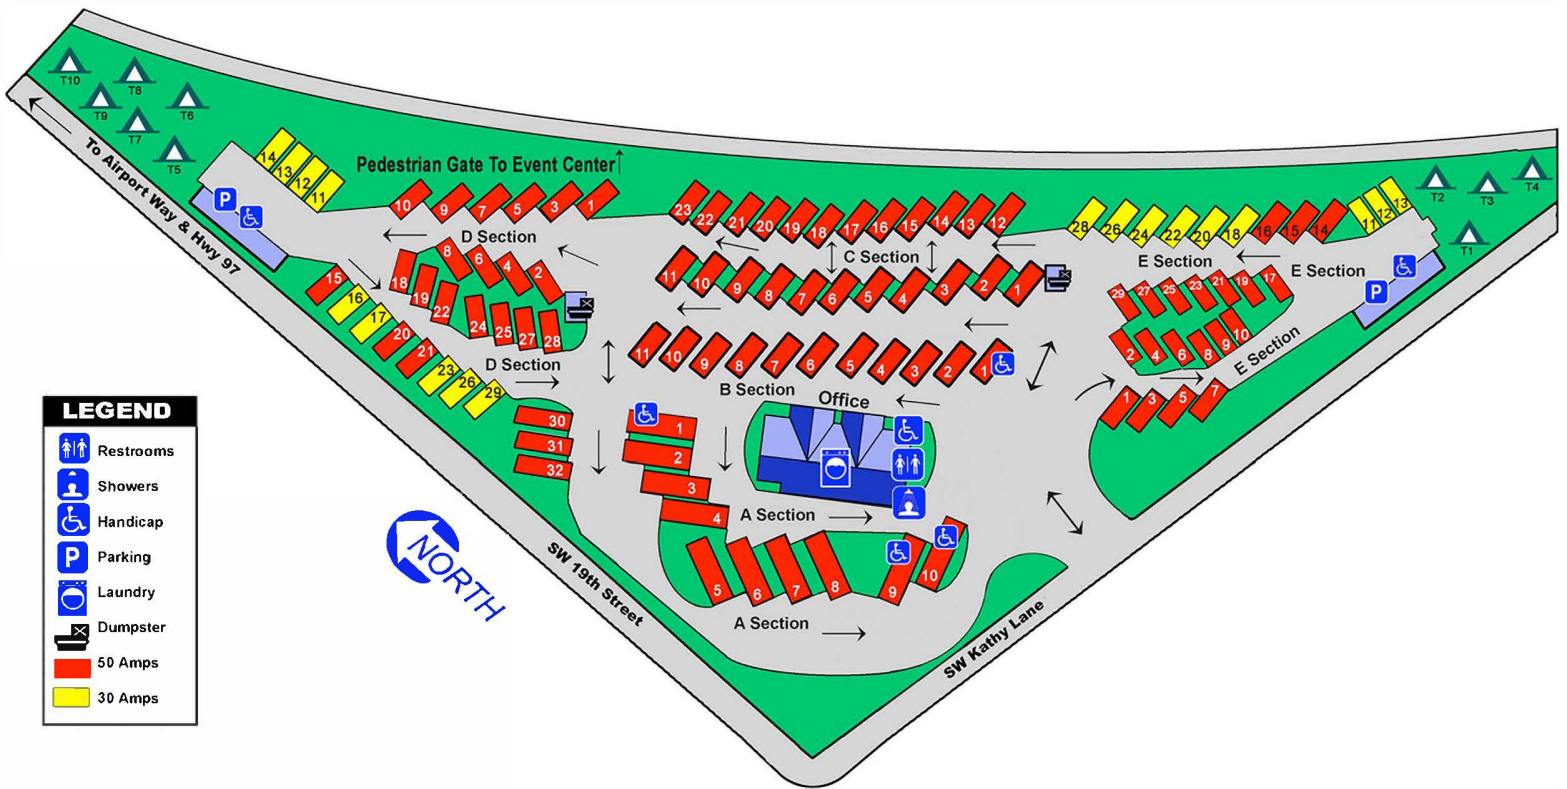 T10
T8
T9
T6
T7
T5
To Airport Way & Hwy 97
P
14
13
12
11
Pedestrian Gate To Event Center
10
9
7
5
3
1
D Section
8
6
4
2
18
19
22
24
25
27
28
15
16
17
20
21
23
26
29
D Section
30
31
32
23
22
21
20
19
18
17
16
15
14
13
12
C Section
11
10
9
8
7
6
5
4
3
2
1
11
10
9
8
7
6
5
4
3
2
1
B Section
Office
28
26
24
22
20
18
16
15
14
11
12
13
E Section
E Section
T2
T3
T4
T1
P
29
27
25
23
21
19
17
2
4
6
8
9
10
E Section
1
3
5
7
1
2
3
4
A Section
5
6
7
8
9
10
A Section
SW 19th Street
SW Kathy Lane
NORTH
LEGEND
Restrooms
Showers
Handicap
P Parking
Laundry
Dumpster
50 Amps
30 Amps